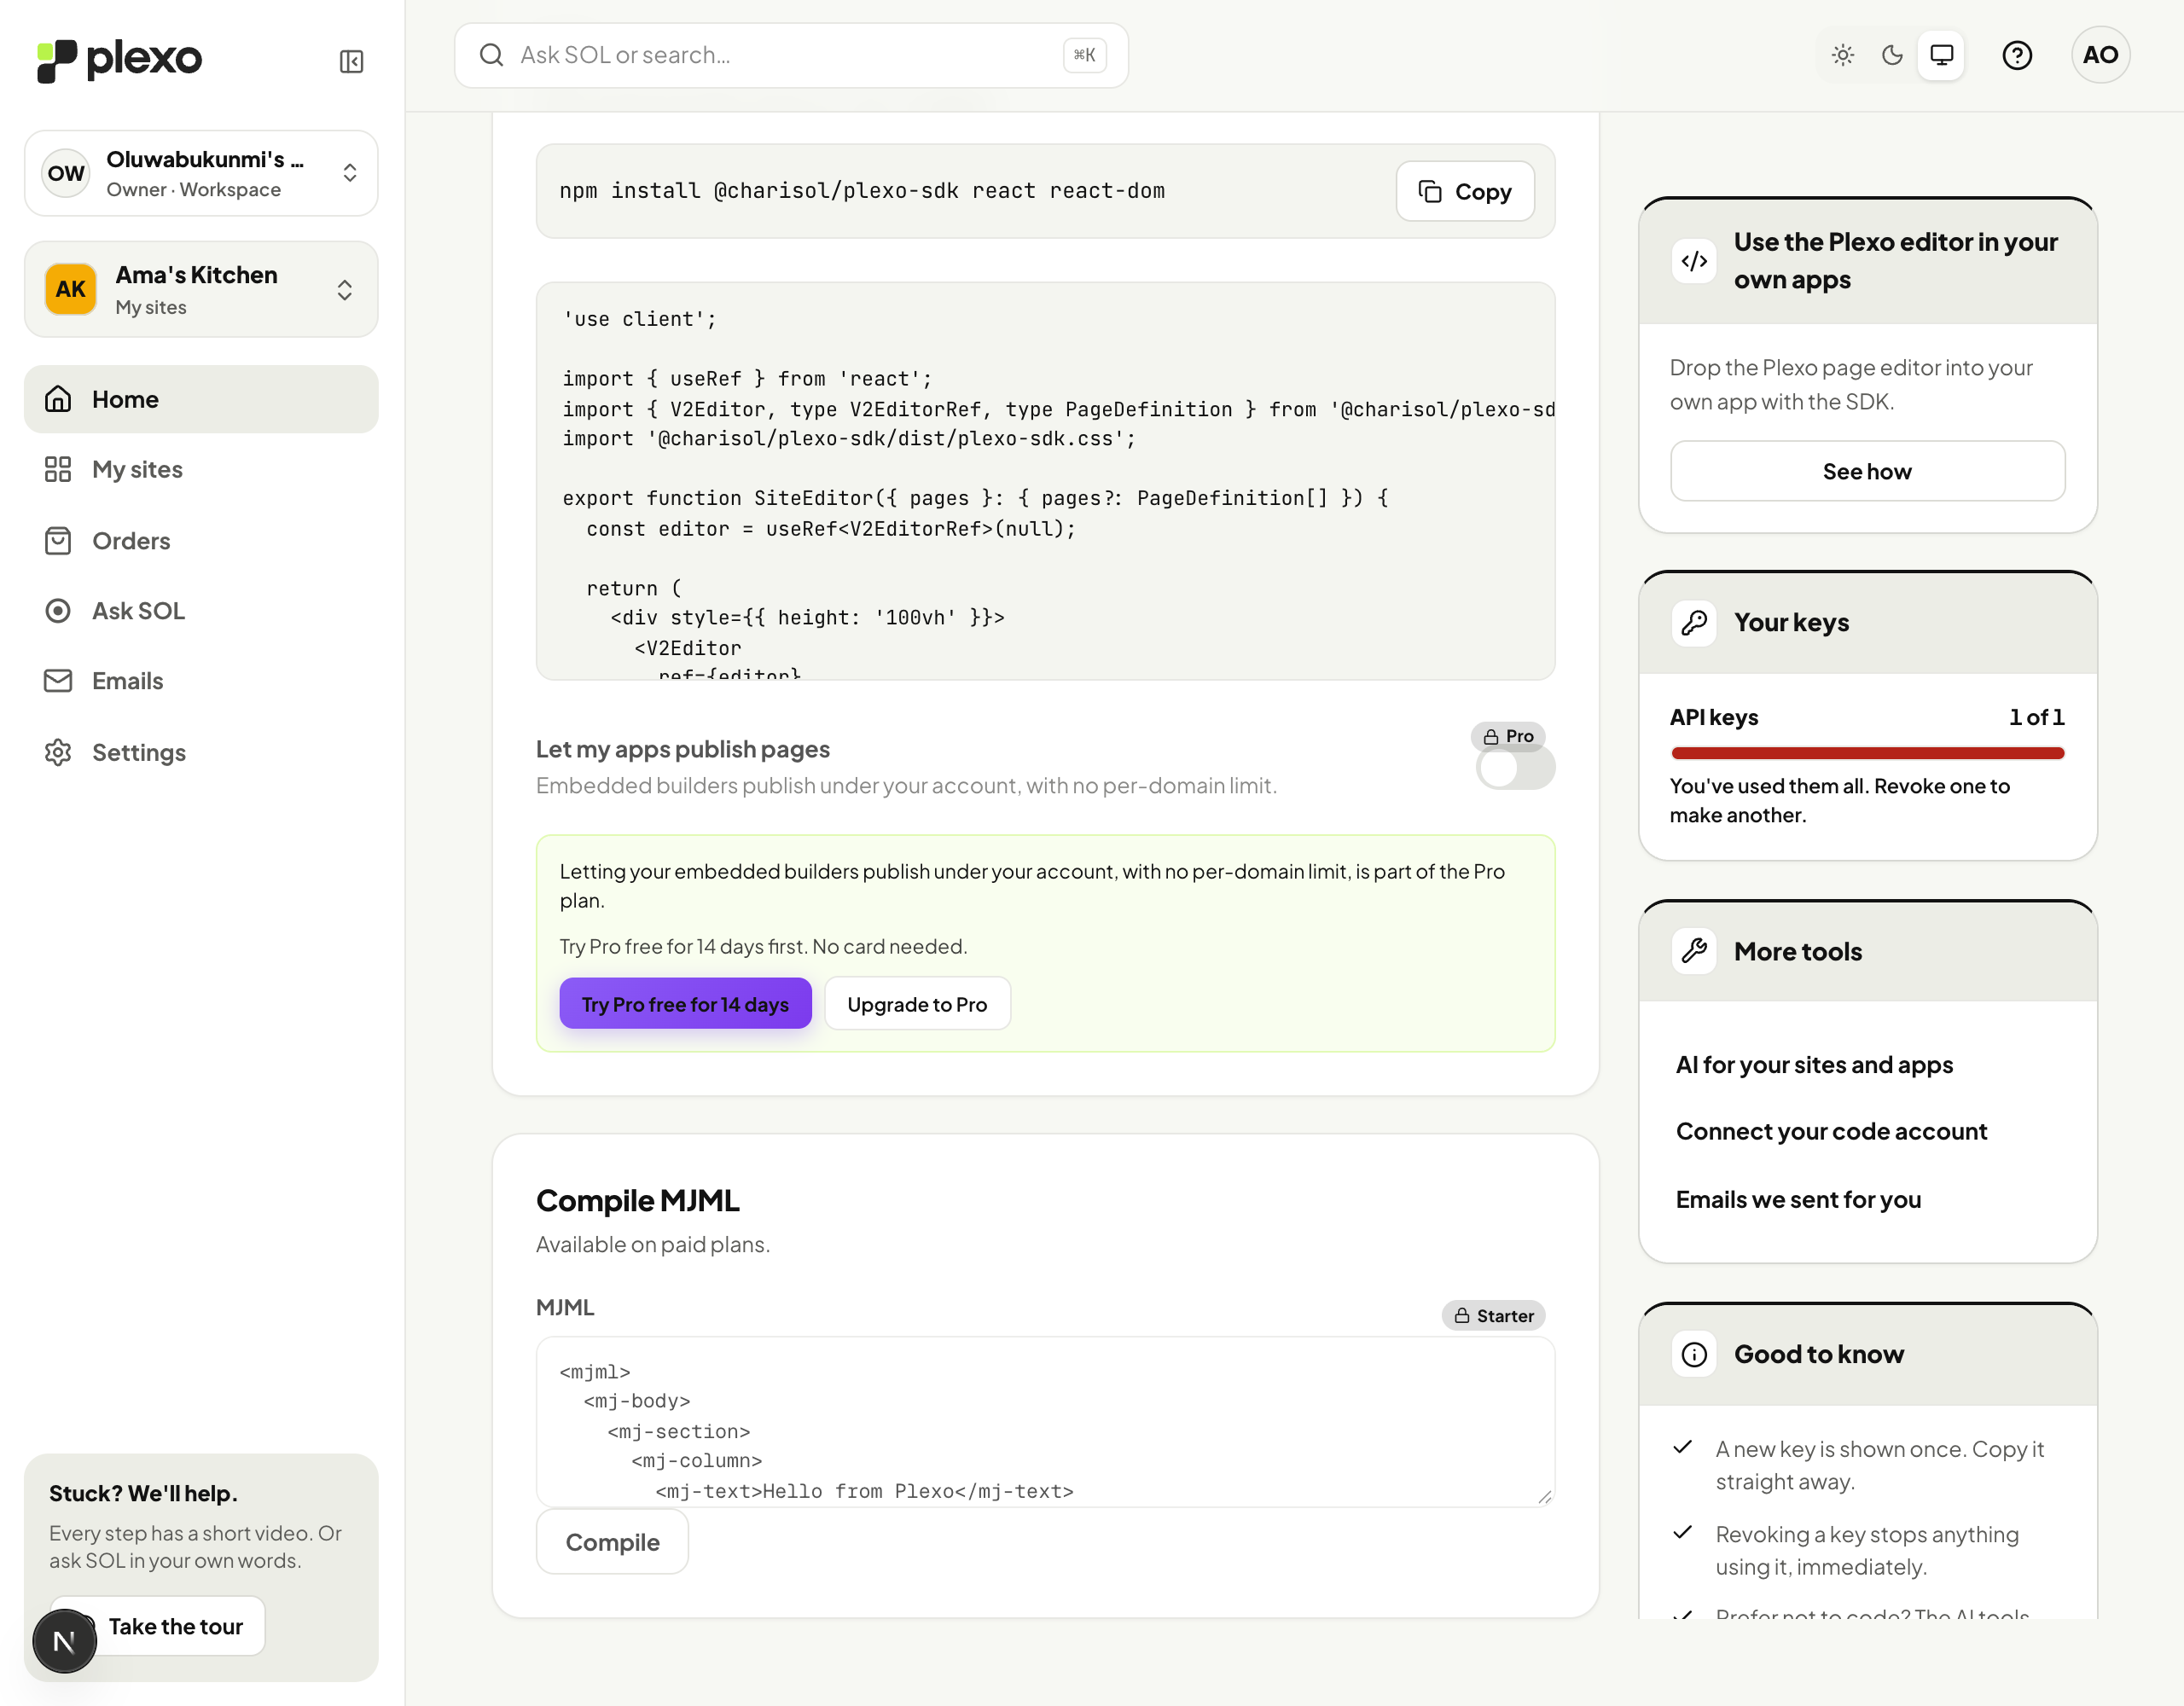 plexo
Ask SOL or search...
⌘K
AO
OW
Oluwabukunmi's ...
Owner · Workspace
AK
Ama's Kitchen
My sites
Home
My sites
Orders
Ask SOL
Emails
Settings
Stuck? We'll help.
Every step has a short video. Or
ask SOL in your own words.
Take the tour
N
npm install @charisol/plexo-sdk react react-dom
Copy
'use client';
import { useRef } from 'react';
import { V2Editor, type V2EditorRef, type PageDefinition } from '@charisol/plexo-sd
import '@charisol/plexo-sdk/dist/plexo-sdk.css';
export function SiteEditor({ pages }: { pages?: PageDefinition[] }) {
  const editor = useRef<V2EditorRef>(null);
  return (
    <div style={{ height: '100vh' }}>
      <V2Editor
        ref={editor}
Let my apps publish pages
Pro
Embedded builders publish under your account, with no per-domain limit.
Letting your embedded builders publish under your account, with no per-domain limit, is part of the Pro
plan.
Try Pro free for 14 days first. No card needed.
Try Pro free for 14 days
Upgrade to Pro
Compile MJML
Available on paid plans.
MJML
Starter
<mjml>
  <mj-body>
    <mj-section>
      <mj-column>
        <mj-text>Hello from Plexo</mj-text>
Compile
Use the Plexo editor in your
own apps
Drop the Plexo page editor into your
own app with the SDK.
See how
Your keys
API keys
1 of 1
You've used them all. Revoke one to
make another.
More tools
AI for your sites and apps
Connect your code account
Emails we sent for you
Good to know
A new key is shown once. Copy it
straight away.
Revoking a key stops anything
using it, immediately.
Prefer not to code? The AI tools